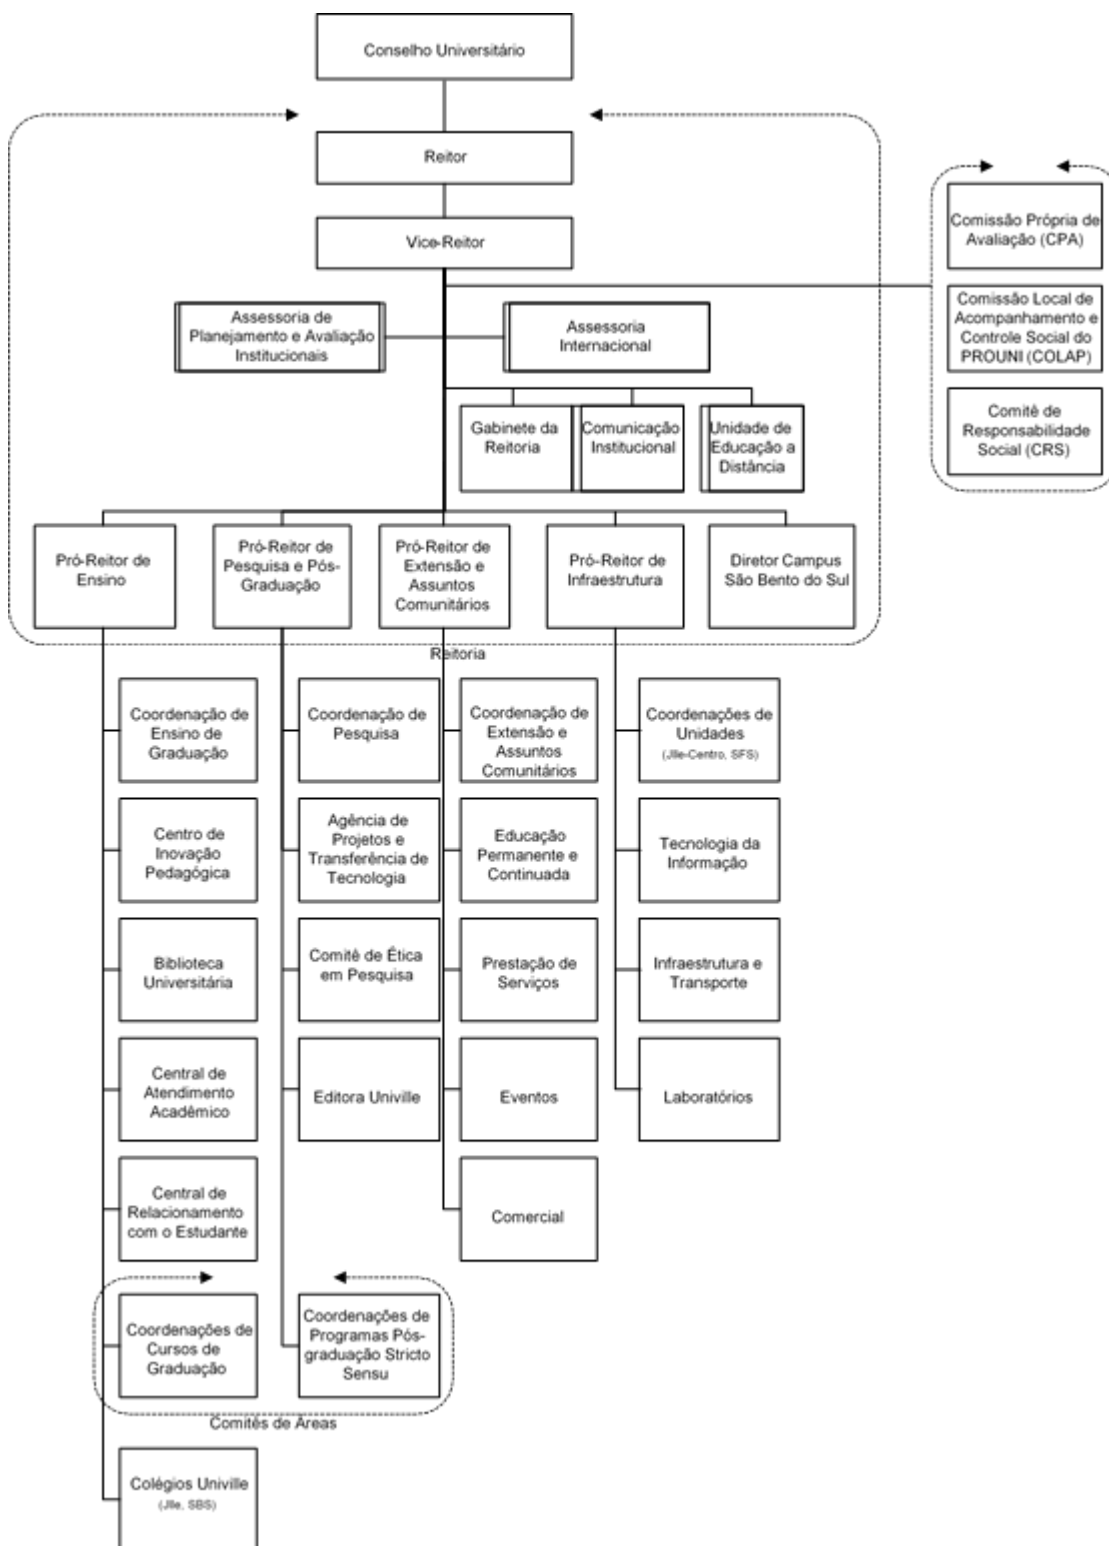 Conselho Universitário
Reitor
Vice-Reitor
Comissão Própria de
Avaliação (CPA)
Comissão Local de
Acompanhamento e
Controle Social do
PROUNI (COLAP)
Comitê de
Responsabilidade
Social (CRS)
Assessoria de
Planejamento e Avaliação
Institucionais
Assessoria
Internacional
Gabinete da
Reitoria
Comunicação
Institucional
Unidade de
Educação a
Distância
Pró-Reitor de
Ensino
Pró-Reitor de
Pesquisa e Pós-
Graduação
Pró-Reitor de
Extensão e
Assuntos
Comunitários
Pró-Reitor de
Infraestrutura
Diretor Campus
São Bento do Sul
Reitoria
Coordenação de
Ensino de
Graduação
Coordenação de
Pesquisa
Coordenação de
Extensão e
Assuntos
Comunitários
Coordenações de
Unidades
(Jlle-Centro, SFS)
Centro de
Inovação
Pedagógica
Agência de
Projetos e
Transferência de
Tecnologia
Educação
Permanente e
Continuada
Tecnologia da
Informação
Biblioteca
Universitária
Comitê de Ética
em Pesquisa
Prestação de
Serviços
Infraestrutura e
Transporte
Central de
Atendimento
Acadêmico
Editora Univille
Eventos
Laboratórios
Central de
Relacionamento
com o Estudante
Comercial
Coordenações de
Cursos de
Graduação
Coordenações de
Programas Pós-
graduação Stricto
Sensu
Comitês de Áreas
Colégios Univille
(Jlle, SBS)